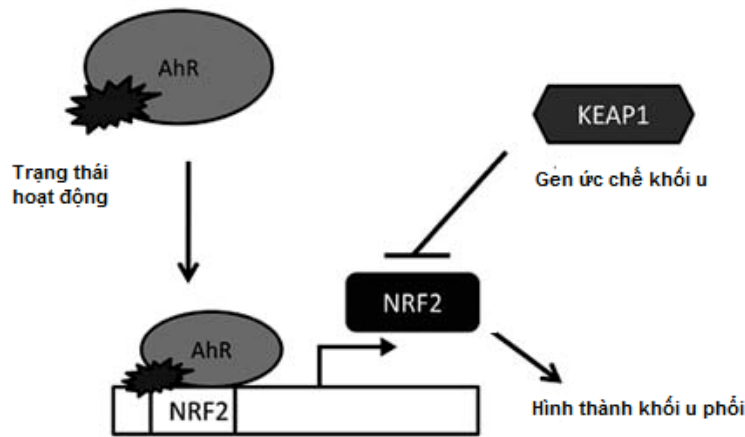 AhR
KEAP1
Trạng thái
hoạt động
Gen ức chế khối u
NRF2
AhR
NRF2
Hình thành khối u phổi